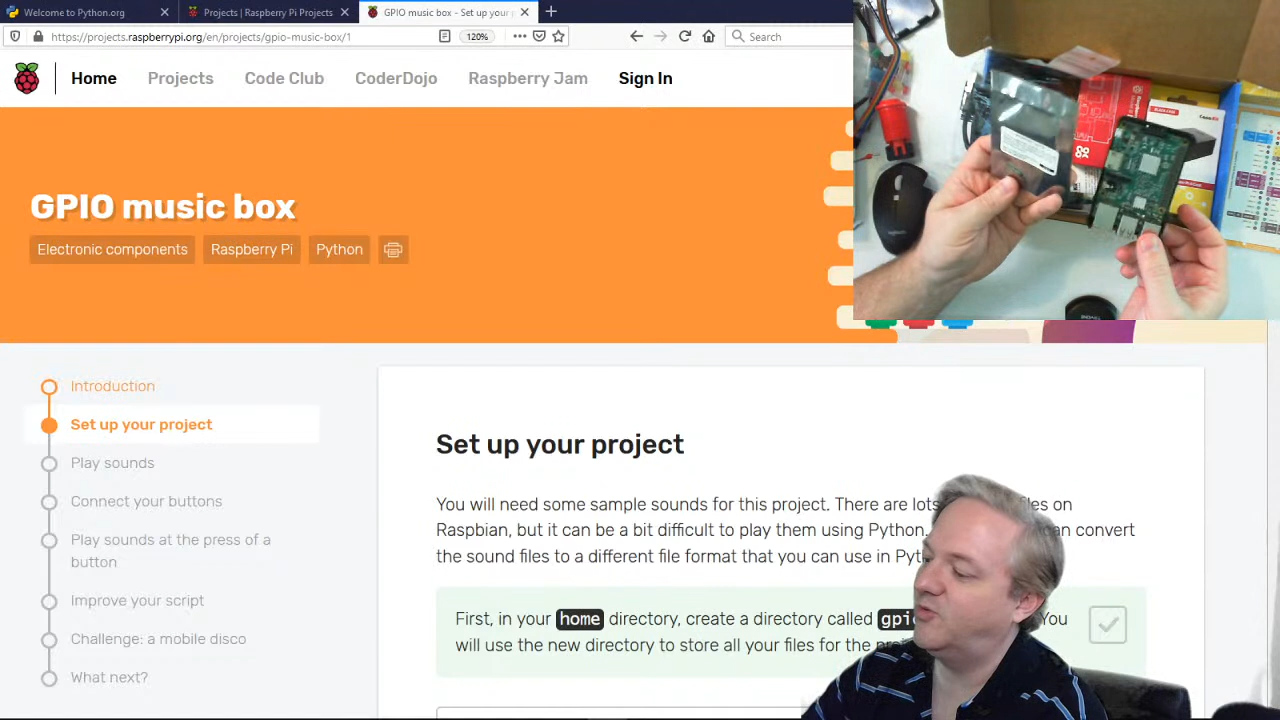 Welcome to Python.org
Projects | Raspberry Pi Projects
GPIO music box - Set up your
https://projects.raspberrypi.org/en/projects/gpio-music-box/1
120%
Search
Home
Projects
Code Club
CoderDojo
Raspberry Jam
Sign In
GPIO music box
Electronic components
Raspberry Pi
Python
Introduction
Set up your project
Play sounds
Connect your buttons
Play sounds at the press of a
button
Improve your script
Challenge: a mobile disco
What next?
Set up your project
You will need some sample sounds for this project. There are lots
on
Raspbian, but it can be a bit difficult to play them using Python.
convert
the sound files to a different file format that you can use in
First, in your home directory, create a directory called
You
will use the new directory to store all your files for the